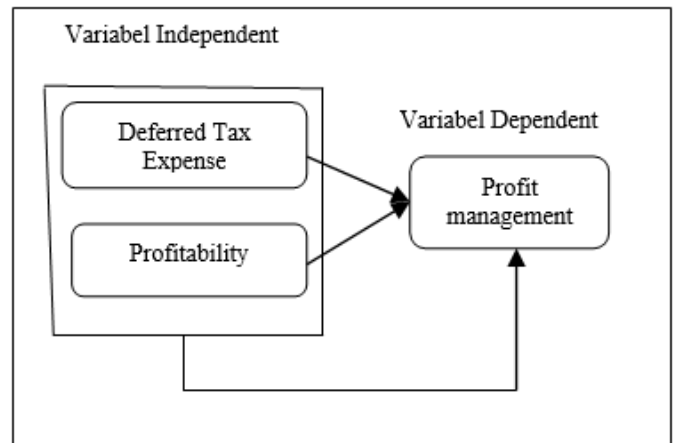 Variabel Independent
Deferred Tax
Expense
Profitability
Variabel Dependent
Profit
management